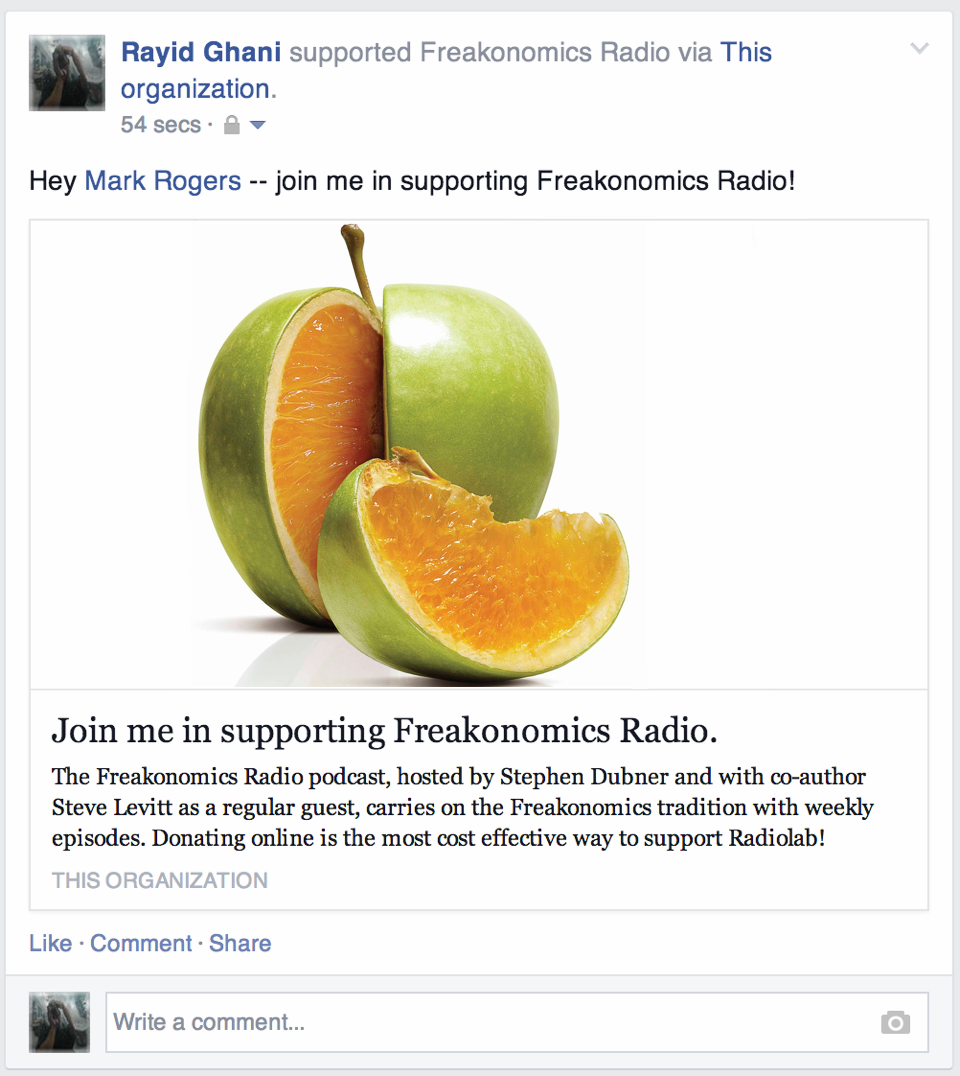 Rayid Ghani supported Freakonomics Radio via This
organization.
54 secs ·
Hey Mark Rogers -- join me in supporting Freakonomics Radio!
Join me in supporting Freakonomics Radio.
The Freakonomics Radio podcast, hosted by Stephen Dubner and with co-author
Steve Levitt as a regular guest, carries on the Freakonomics tradition with weekly
episodes. Donating online is the most cost effective way to support Radiolab!
THIS ORGANIZATION
Like · Comment · Share
Write a comment...